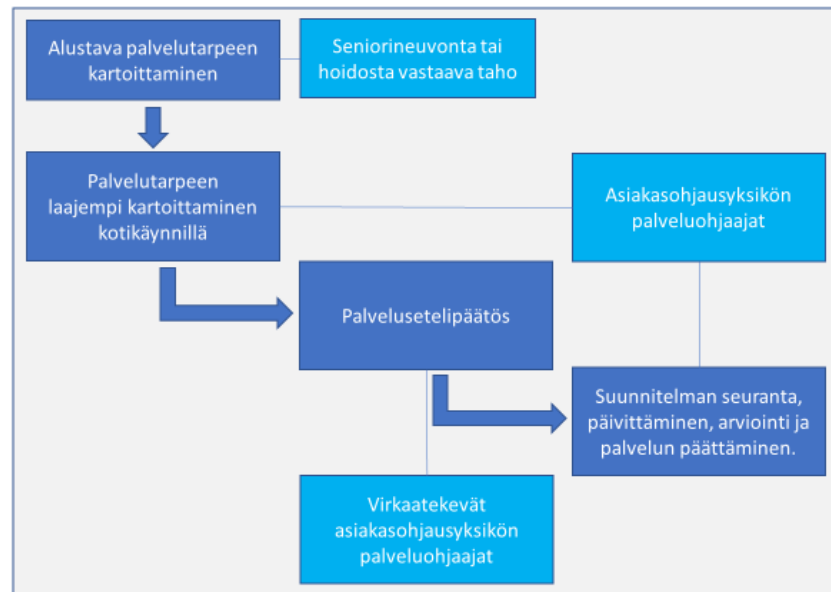 Alustava palvelutarpeen
kartoittaminen
Seniorineuvonta tai
hoidosta vastaava taho
Palvelutarpeen
laajempi kartoittaminen
kotikäynnillä
Asiakasohjausyksikön
palveluohjaajat
Palvelusetelipäätös
Suunnitelman seuranta,
päivittäminen, arviointi ja
palvelun päättäminen.
Virkaatekevät
asiakasohjausyksikön
palveluohjaajat